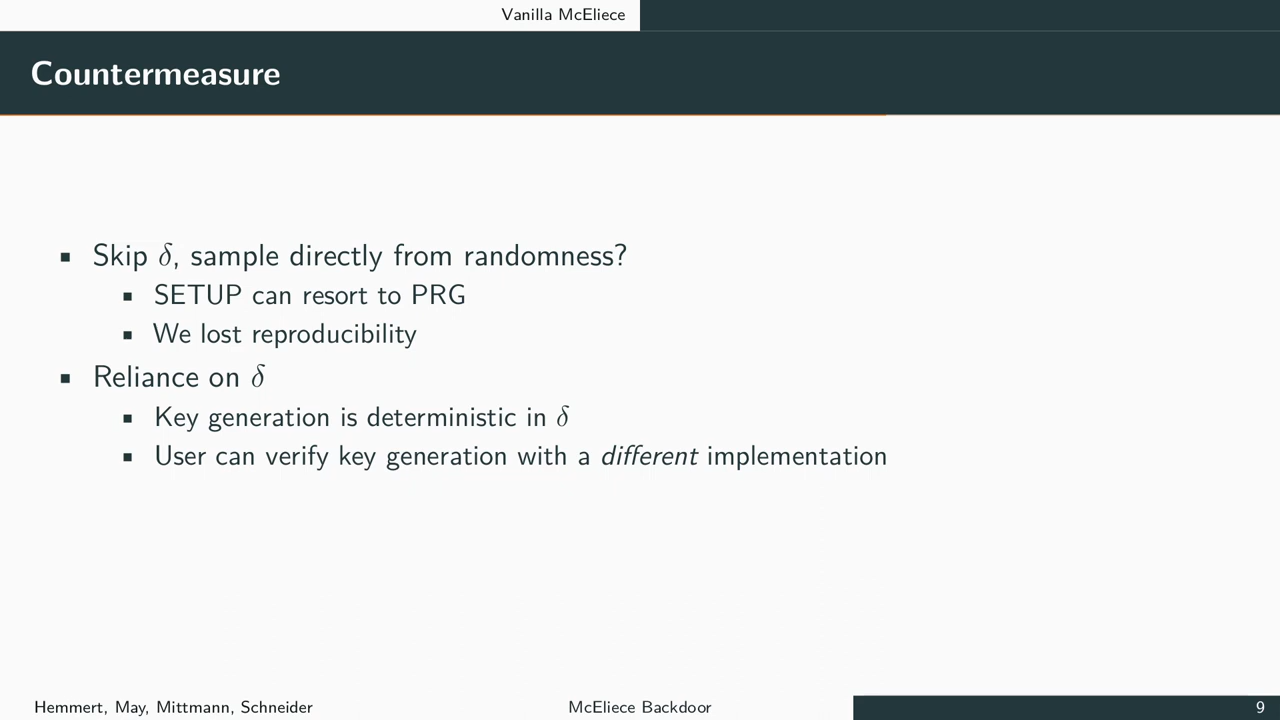 Vanilla McEliece
Countermeasure
▪ Skip δ, sample directly from randomness?
▪ SETUP can resort to PRG
▪ We lost reproducibility
▪ Reliance on δ
▪ Key generation is deterministic in δ
▪ User can verify key generation with a different implementation
Hemmert, May, Mittmann, Schneider
McEliece Backdoor
9